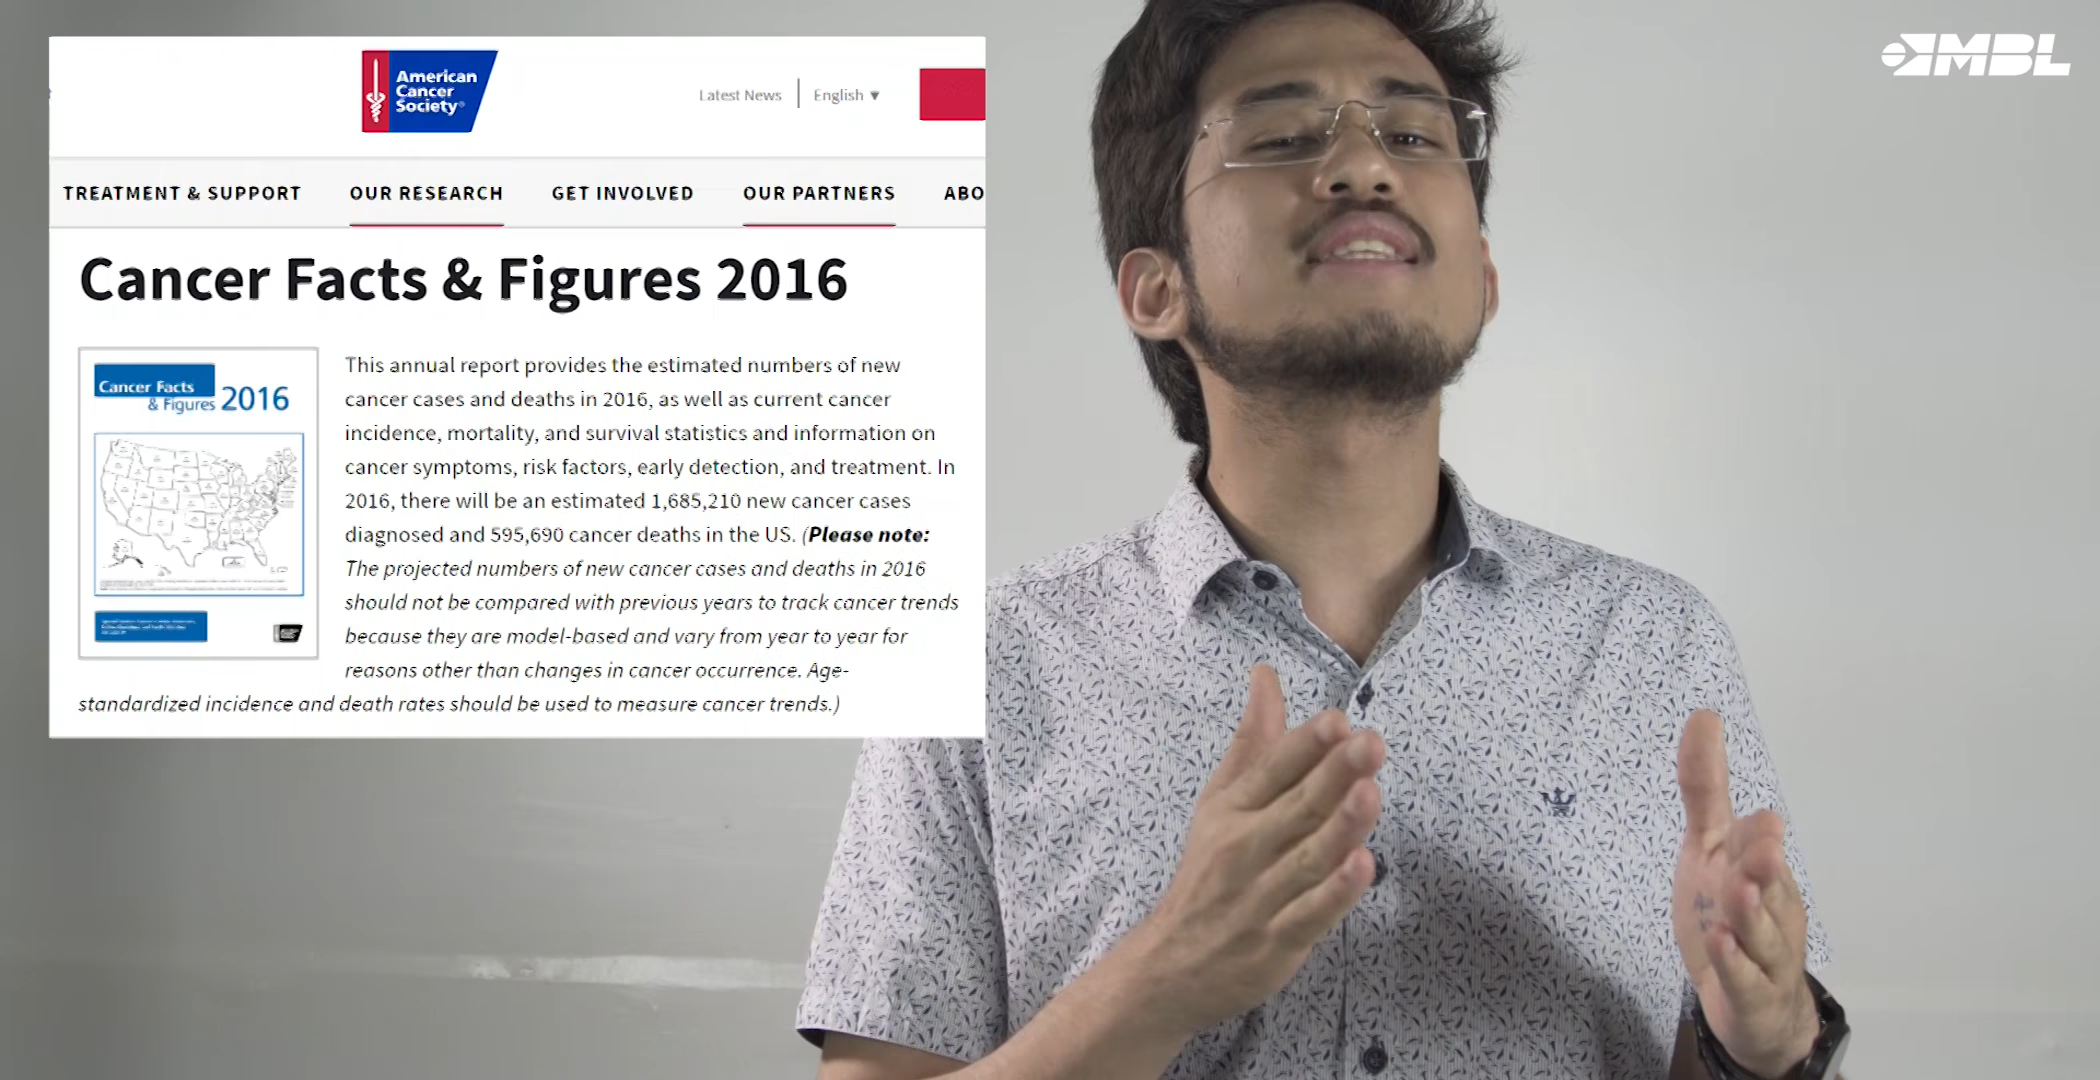 MBL
American
Cancer
Society®
Latest News
English ▼
TREATMENT & SUPPORT
OUR RESEARCH
GET INVOLVED
OUR PARTNERS
ABO
Cancer Facts & Figures 2016
Cancer Facts
& Figures 2016
This annual report provides the estimated numbers of new
cancer cases and deaths in 2016, as well as current cancer
incidence, mortality, and survival statistics and information on
cancer symptoms, risk factors, early detection, and treatment. In
2016, there will be an estimated 1,685,210 new cancer cases
diagnosed and 595,690 cancer deaths in the US. (Please note:
The projected numbers of new cancer cases and deaths in 2016
should not be compared with previous years to track cancer trends
because they are model-based and vary from year to year for
reasons other than changes in cancer occurrence. Age-
standardized incidence and death rates should be used to measure cancer trends.)